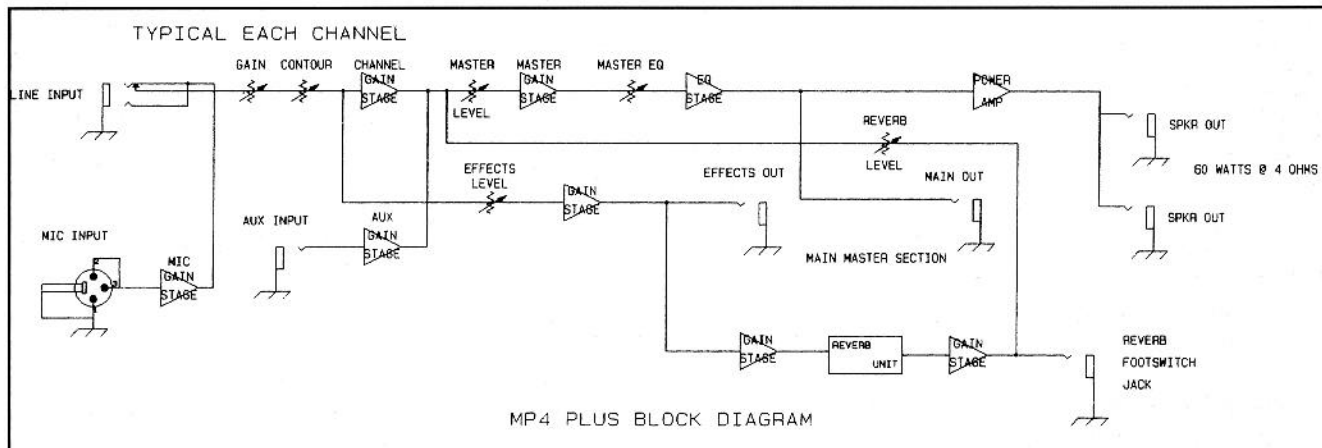 TYPICAL EACH CHANNEL
LINE INPUT
GAIN
CONTOUR
CHANNEL
GAIN
STAGE
MASTER
LEVEL
MASTER
GAIN
STAGE
MASTER EQ
EQ
STAGE
POWER
AMP
SPKR OUT
60 WATTS @ 4 OHMS
SPKR OUT
REVERB
LEVEL
EFFECTS
LEVEL
GAIN
STAGE
EFFECTS OUT
MAIN OUT
AUX INPUT
AUX
GAIN
STAGE
MAIN MASTER SECTION
MIC INPUT
2
3
1
MIC
GAIN
STAGE
GAIN
STAGE
REVERB
UNIT
GAIN
STAGE
REVERB
FOOTSWITCH
JACK
MP4 PLUS BLOCK DIAGRAM